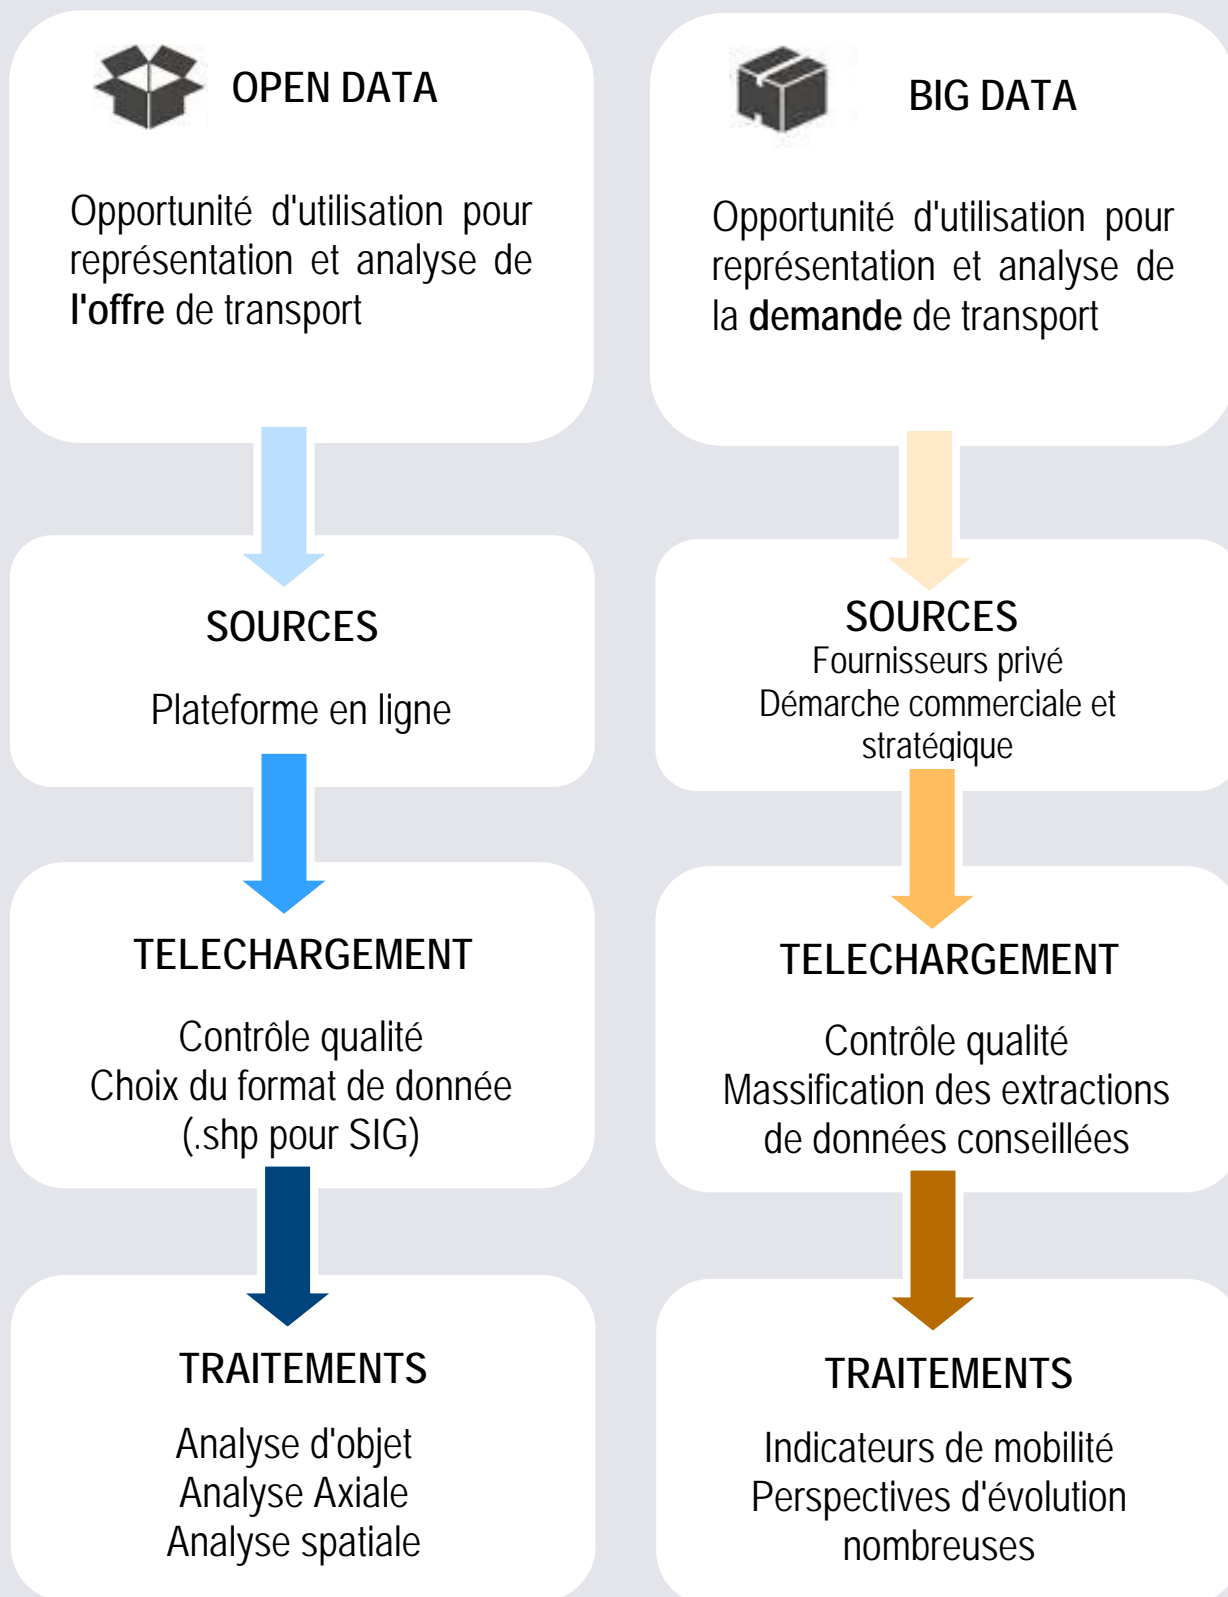 OPEN DATA
Opportunité d'utilisation pour
représentation et analyse de
l'offre de transport
SOURCES
Plateforme en ligne
TELECHARGEMENT
Contrôle qualité
Choix du format de donnée
(.shp pour SIG)
TRAITEMENTS
Analyse d'objet
Analyse Axiale
Analyse spatiale
BIG DATA
Opportunité d'utilisation pour
représentation et analyse de
la demande de transport
SOURCES
Fournisseurs privé
Démarche commerciale et
stratégique
TELECHARGEMENT
Contrôle qualité
Massification des extractions
de données conseillées
TRAITEMENTS
Indicateurs de mobilité
Perspectives d'évolution
nombreuses